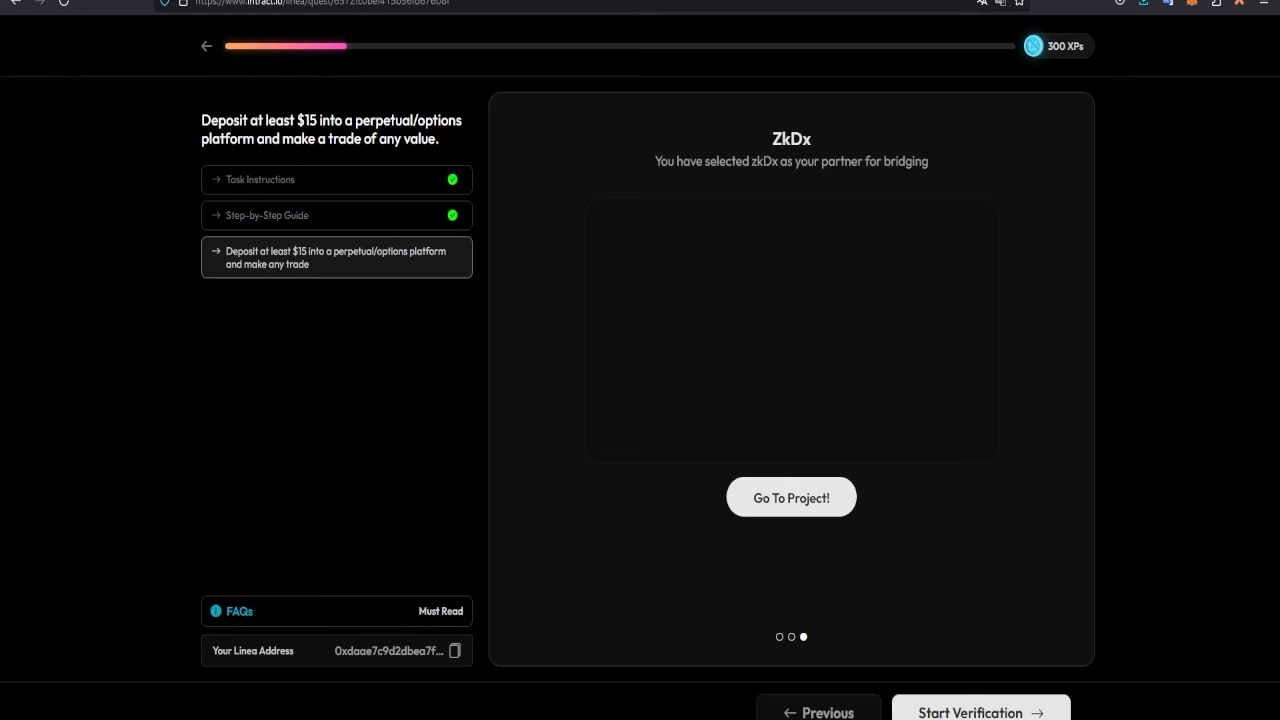 300 XPs
Deposit at least $15 into a perpetual/options
platform and make a trade of any value.
→ Task Instructions
→ Step-by-Step Guide
→ Deposit at least $15 into a perpetual/options platform
and make any trade
FAQs
Must Read
Your Linea Address
0xdaae7c9d2dbea7f...
ZkDx
You have selected zkDx as your partner for bridging
Go To Project!
← Previous
Start Verification →